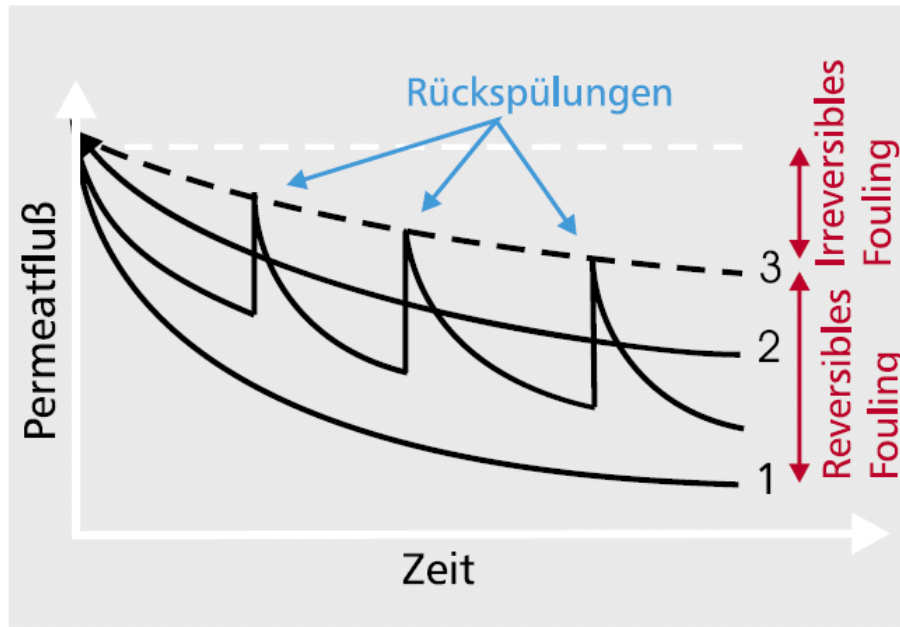 Rückspülungen
Permeatfluß
Zeit
3
2
1
Irreversibles
Fouling
Reversibles
Fouling